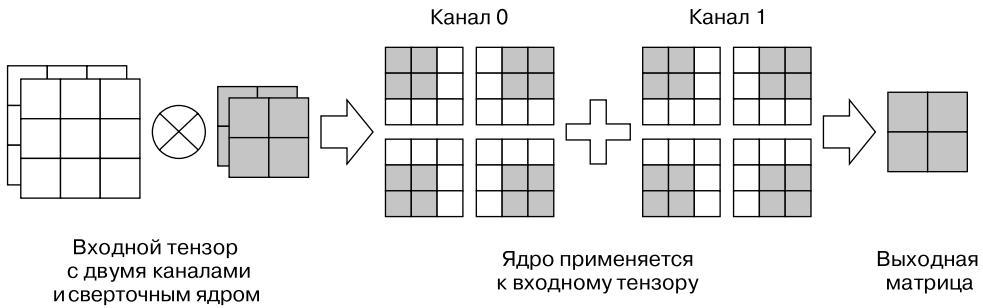 Канал 0
Канал 1
Входной тензор
с двумя каналами
и сверточным ядром
Ядро применяется
к входному тензору
Выходная
матрица